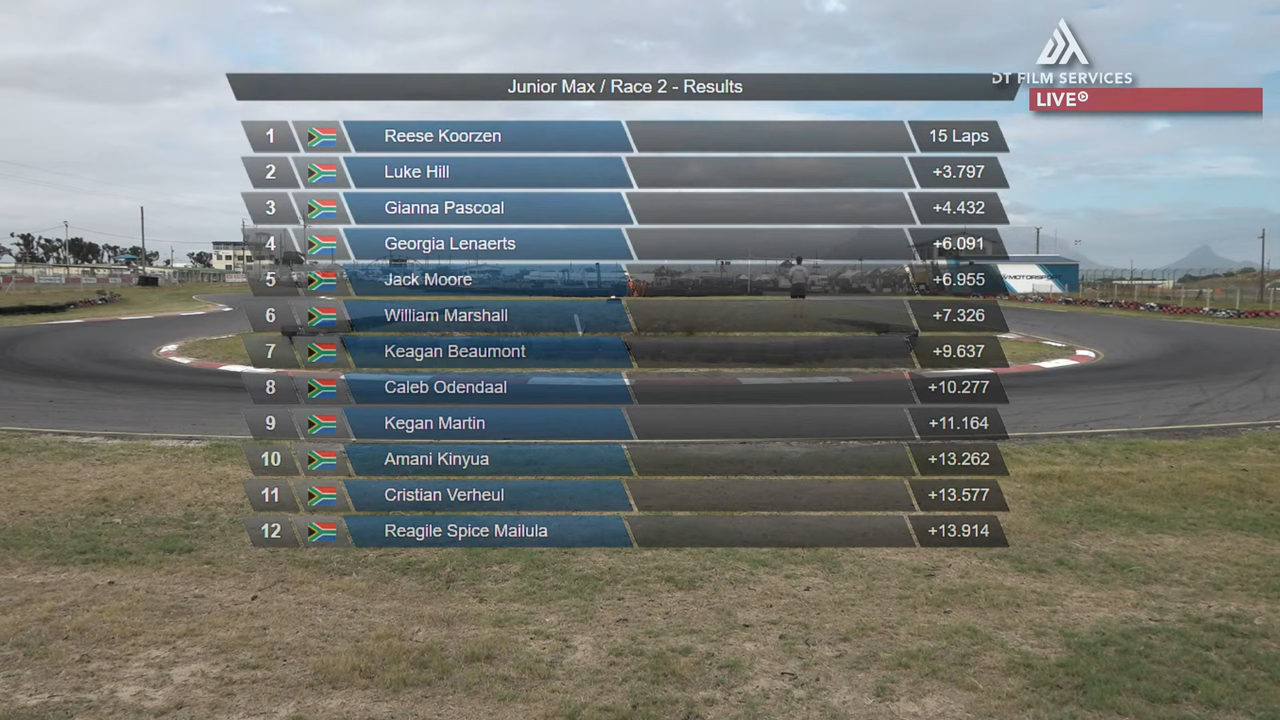 DT FILM SERVICES
LIVE
Junior Max / Race 2 - Results
1 Reese Koorzen 15 Laps
2 Luke Hill +3.797
3 Gianna Pascoal +4.432
4 Georgia Lenaerts +6.091
5 Jack Moore +6.955
6 William Marshall +7.326
7 Keagan Beaumont +9.637
8 Caleb Odendaal +10.277
9 Kegan Martin +11.164
10 Amani Kinyua +13.262
11 Cristian Verheul +13.577
12 Reagile Spice Mailula +13.914